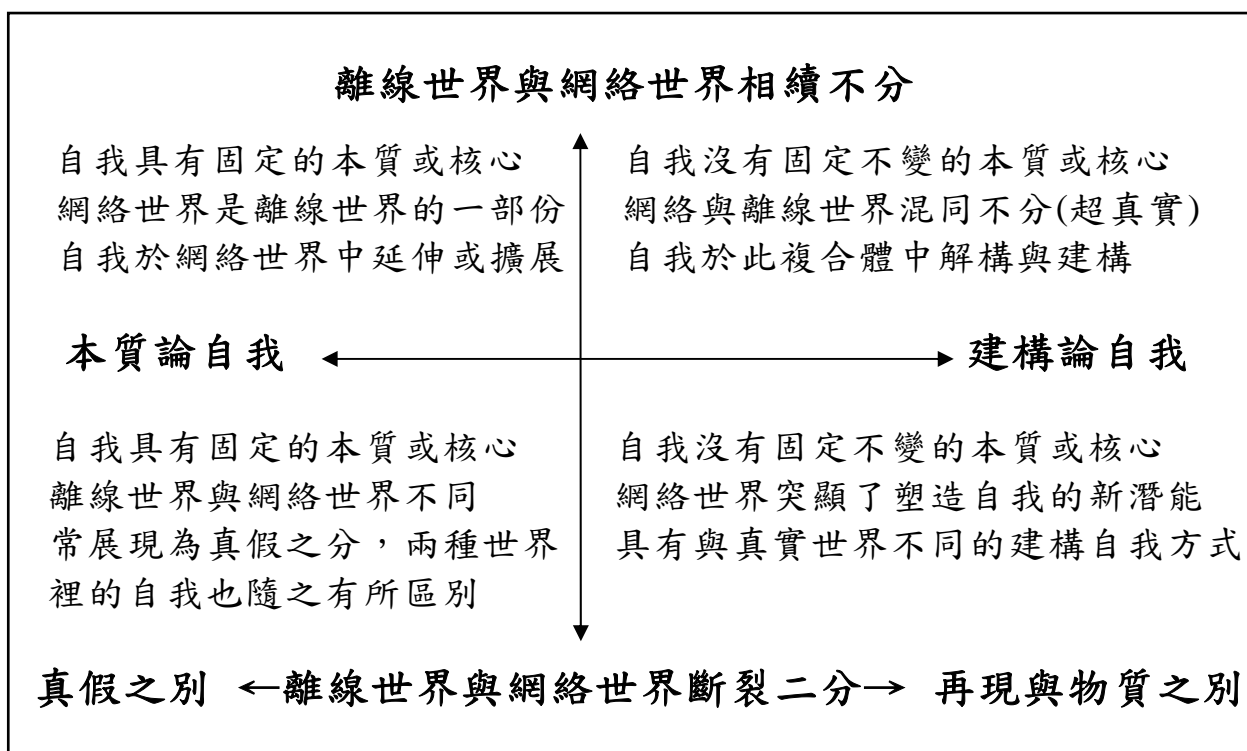 離線世界與網絡世界相續不分
自我具有固定的本質或核心
網絡世界是離線世界的一部份
自我於網絡世界中延伸或擴展
自我沒有固定不變的本質或核心
網絡與離線世界混同不分(超真實)
自我於此複合體中解構與建構
本質論自我
建構論自我
自我具有固定的本質或核心
離線世界與網絡世界不同
常展現為真假之分，兩種世界
裡的自我也隨之有所區別
自我沒有固定不變的本質或核心
網絡世界突顯了塑造自我的新潛能
具有與真實世界不同的建構自我方式
真假之別 ←離線世界與網絡世界斷裂二分→ 再現與物質之別